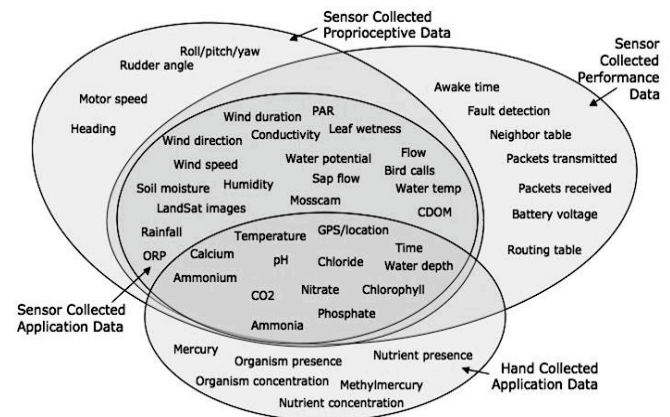 Sensor Collected
Proprioceptive Data
Sensor
Collected
Performance
Data
Roll/pitch/yaw
Rudder angle
Motor speed
Heading
Awake time
Fault detection
Neighbor table
Packets transmitted
Packets received
Battery voltage
Routing table
Wind duration
PAR
Wind direction
Conductivity
Leaf wetness
Wind speed
Water potential
Flow
Bird calls
Soil moisture
Humidity
Sap flow
Water temp
LandSat images
Mosscam
CDOM
Rainfall
Temperature
GPS/location
ORP
Calcium
pH
Chloride
Time
Water depth
Ammonium
CO2
Nitrate
Chlorophyll
Ammonia
Phosphate
Sensor Collected
Application Data
Mercury
Organism presence
Nutrient presence
Organism concentration
Methylmercury
Nutrient concentration
Hand Collected
Application Data